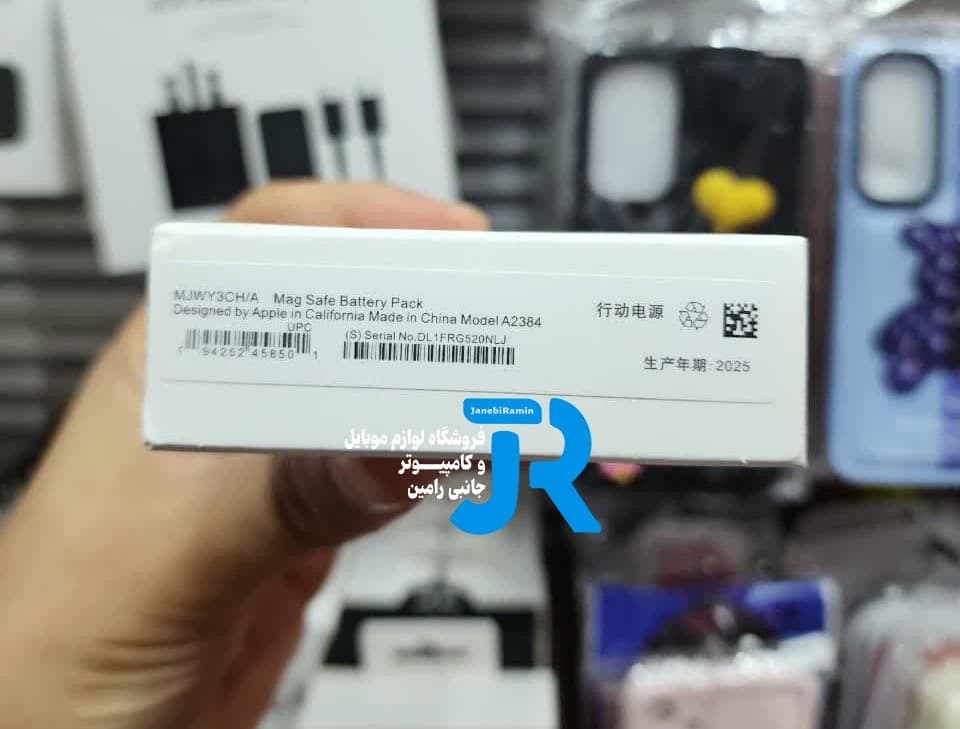 MJWY3CH/A Mag Safe Battery Pack
Designed by Apple in California Made in China Model A2384
UPC
(S) Serial No.DL1FRG520NLJ
1 94252 45850 1
行动电源
生产年期:2025
JanebiRamin
JR
فروشگاه لوازم موبایل
و کامپیـــوتر
جانبی رامین